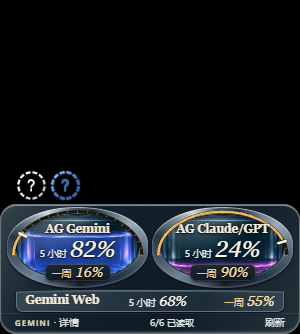 ? ?
AG Gemini AG Claude/GPT
5 小时 82% 5 小时 24%
一周 16% 一周 90%
Gemini Web 5 小时 68% 一周 55%
GEMINI · 详情 6/6 已读取 刷新